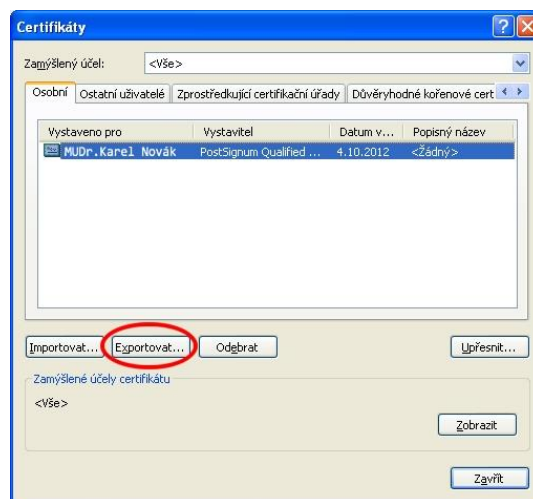 Certifikáty
Zamýšlený účel: <Vše>
Osobní Ostatní uživatelé Zprostředkující certifikační úřady Důvěryhodné kořenové cert
Vystaveno pro Vystavitel Datum v... Popisný název
MUDr.Karel Novák PostSignum Qualified ... 4.10.2012 <Žádný>
Importovat... Exportovat... Odebrat Upřesnit...
Zamýšlené účely certifikátu
<Vše>
Zobrazit
Zavřít